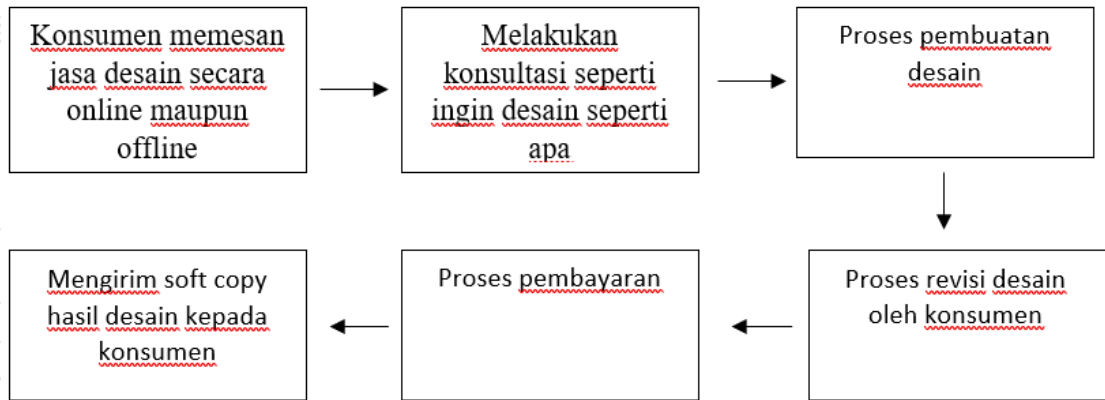 Konsumen memesan
jasa desain secara
online maupun
offline
Melakukan
konsultasi seperti
ingin desain seperti
apa
Proses pembuatan
desain
Proses revisi desain
oleh konsumen
Proses pembayaran
Mengirim soft copy
hasil desain kepada
konsumen